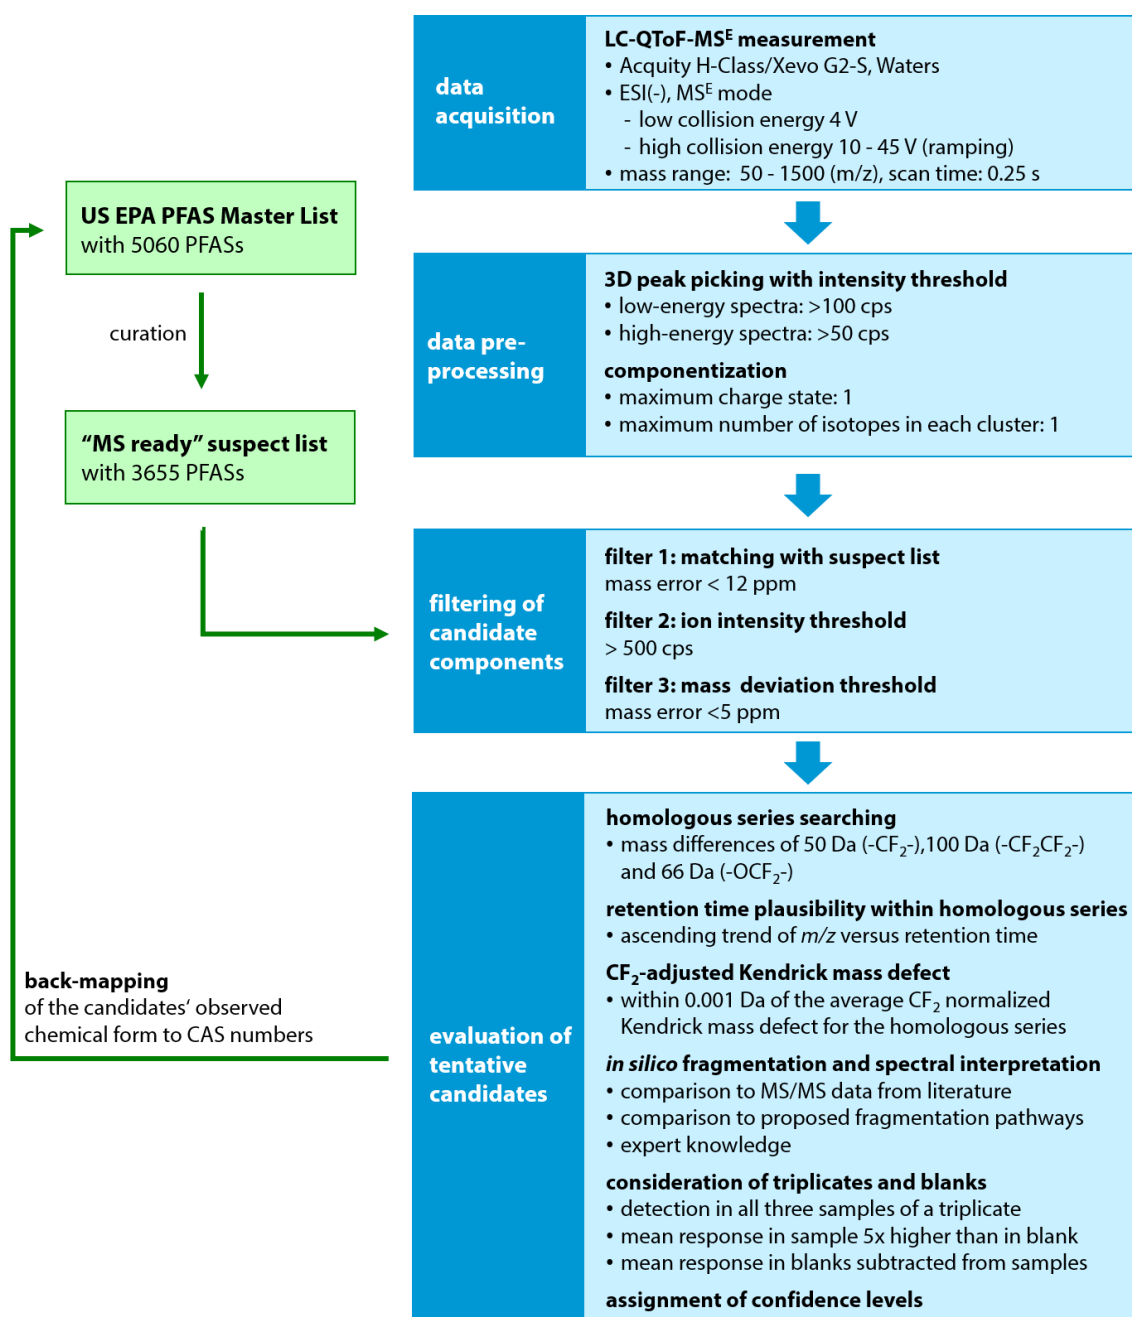 data
acquisition
LC-QToF-MSᴱ measurement
• Acquity H-Class/Xevo G2-S, Waters
• ESI(-), MSᴱ mode
- low collision energy 4 V
- high collision energy 10 - 45 V (ramping)
• mass range: 50 - 1500 (m/z), scan time: 0.25 s
US EPA PFAS Master List
with 5060 PFASs
curation
“MS ready” suspect list
with 3655 PFASs
data pre-
processing
3D peak picking with intensity threshold
• low-energy spectra: >100 cps
• high-energy spectra: >50 cps
componentization
• maximum charge state: 1
• maximum number of isotopes in each cluster: 1
filtering of
candidate
components
filter 1: matching with suspect list
mass error < 12 ppm
filter 2: ion intensity threshold
> 500 cps
filter 3: mass deviation threshold
mass error <5 ppm
back-mapping
of the candidates‘ observed
chemical form to CAS numbers
evaluation of
tentative
candidates
homologous series searching
• mass differences of 50 Da (-CF₂-),100 Da (-CF₂CF₂-)
and 66 Da (-OCF₂-)
retention time plausibility within homologous series
• ascending trend of m/z versus retention time
CF₂-adjusted Kendrick mass defect
• within 0.001 Da of the average CF₂ normalized
Kendrick mass defect for the homologous series
in silico fragmentation and spectral interpretation
• comparison to MS/MS data from literature
• comparison to proposed fragmentation pathways
• expert knowledge
consideration of triplicates and blanks
• detection in all three samples of a triplicate
• mean response in sample 5x higher than in blank
• mean response in blanks subtracted from samples
assignment of confidence levels